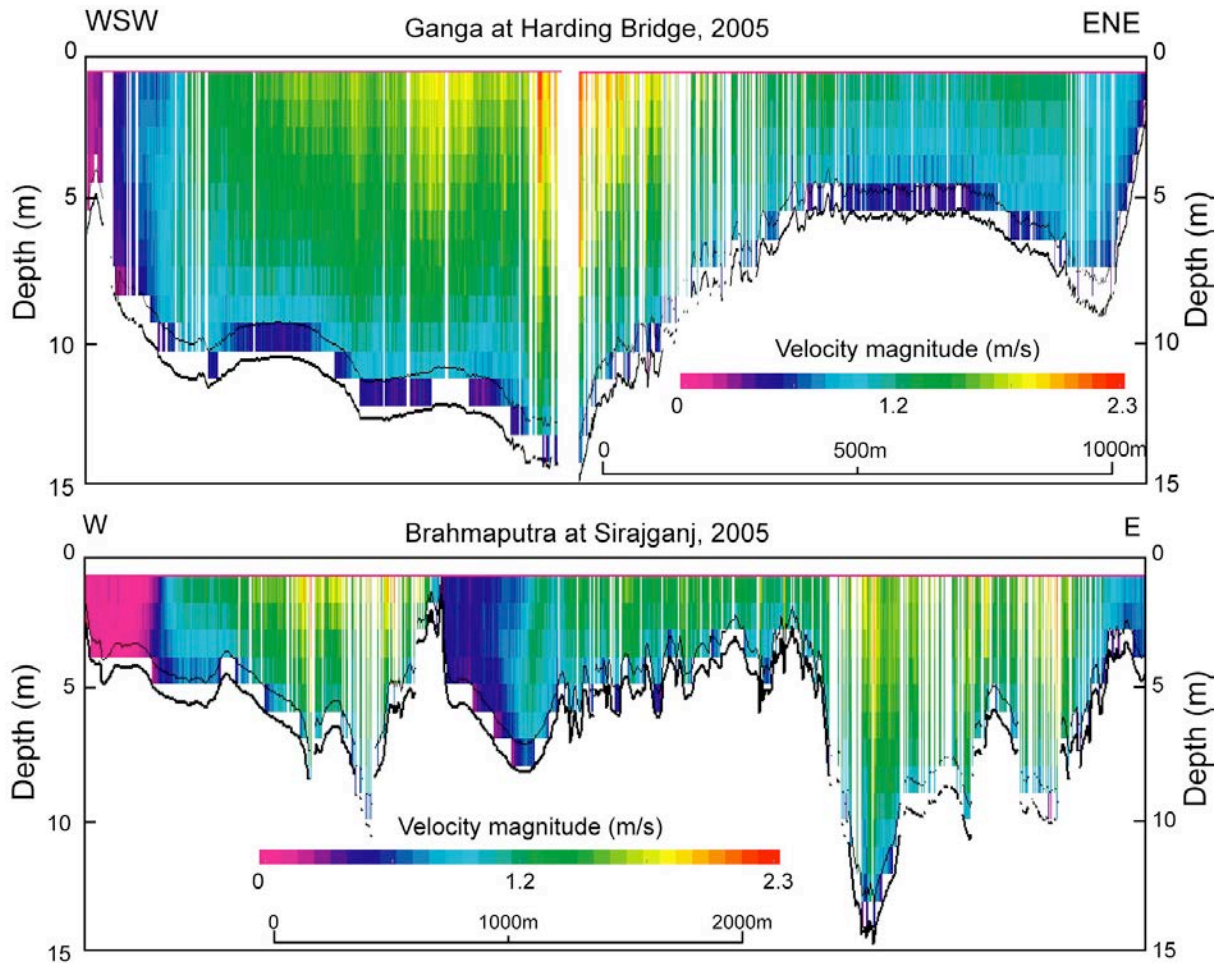 WSW
Ganga at Harding Bridge, 2005
ENE
0
0
5
5
10
10
15
15
Depth (m)
Depth (m)
Velocity magnitude (m/s)
0 1.2 2.3
0 500m 1000m
W
Brahmaputra at Sirajganj, 2005
E
0
0
5
5
10
10
15
15
Depth (m)
Depth (m)
Velocity magnitude (m/s)
0 1.2 2.3
0 1000m 2000m